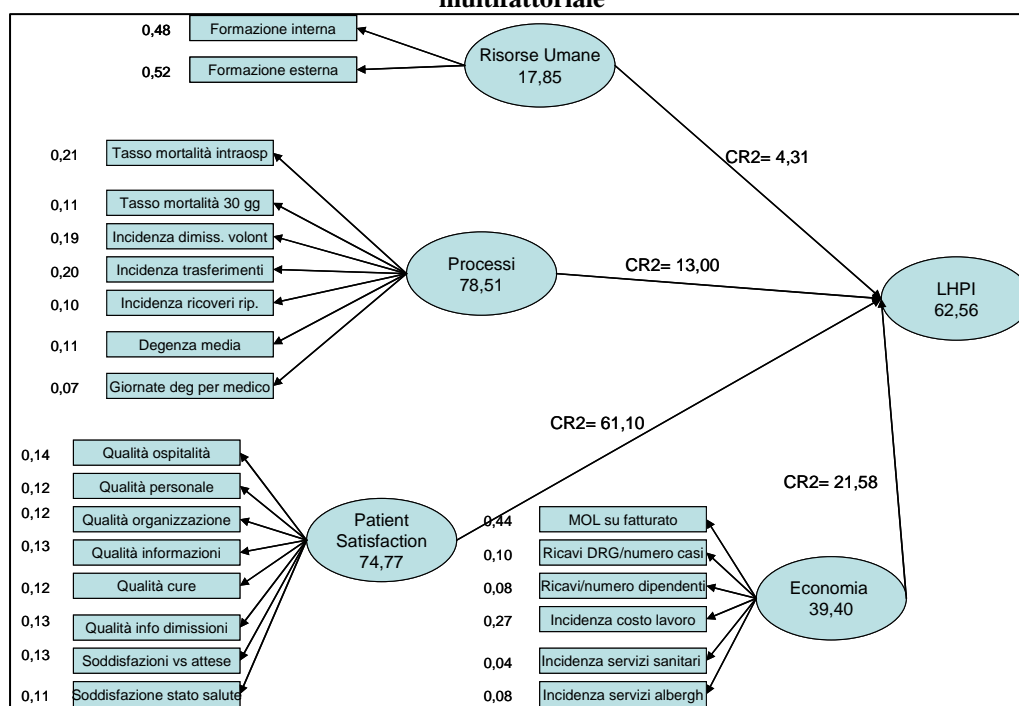 multifattoriale
0,48 Formazione interna
0,52 Formazione esterna
Risorse Umane
17,85
CR2= 4,31
0,21 Tasso mortalità intraosp
0,11 Tasso mortalità 30 gg
0,19 Incidenza dimiss. volont
0,20 Incidenza trasferimenti
0,10 Incidenza ricoveri rip.
0,11 Degenza media
0,07 Giornate deg per medico
Processi
78,51
CR2= 13,00
LHPI
62,56
0,14 Qualità ospitalità
0,12 Qualità personale
0,12 Qualità organizzazione
0,13 Qualità informazioni
0,12 Qualità cure
0,13 Qualità info dimissioni
0,13 Soddisfazioni vs attese
0,11 Soddisfazione stato salute
Patient
Satisfaction
74,77
CR2= 61,10
0,44 MOL su fatturato
0,10 Ricavi DRG/numero casi
0,08 Ricavi/numero dipendenti
0,27 Incidenza costo lavoro
0,04 Incidenza servizi sanitari
0,08 Incidenza servizi albergh
Economia
39,40
CR2= 21,58